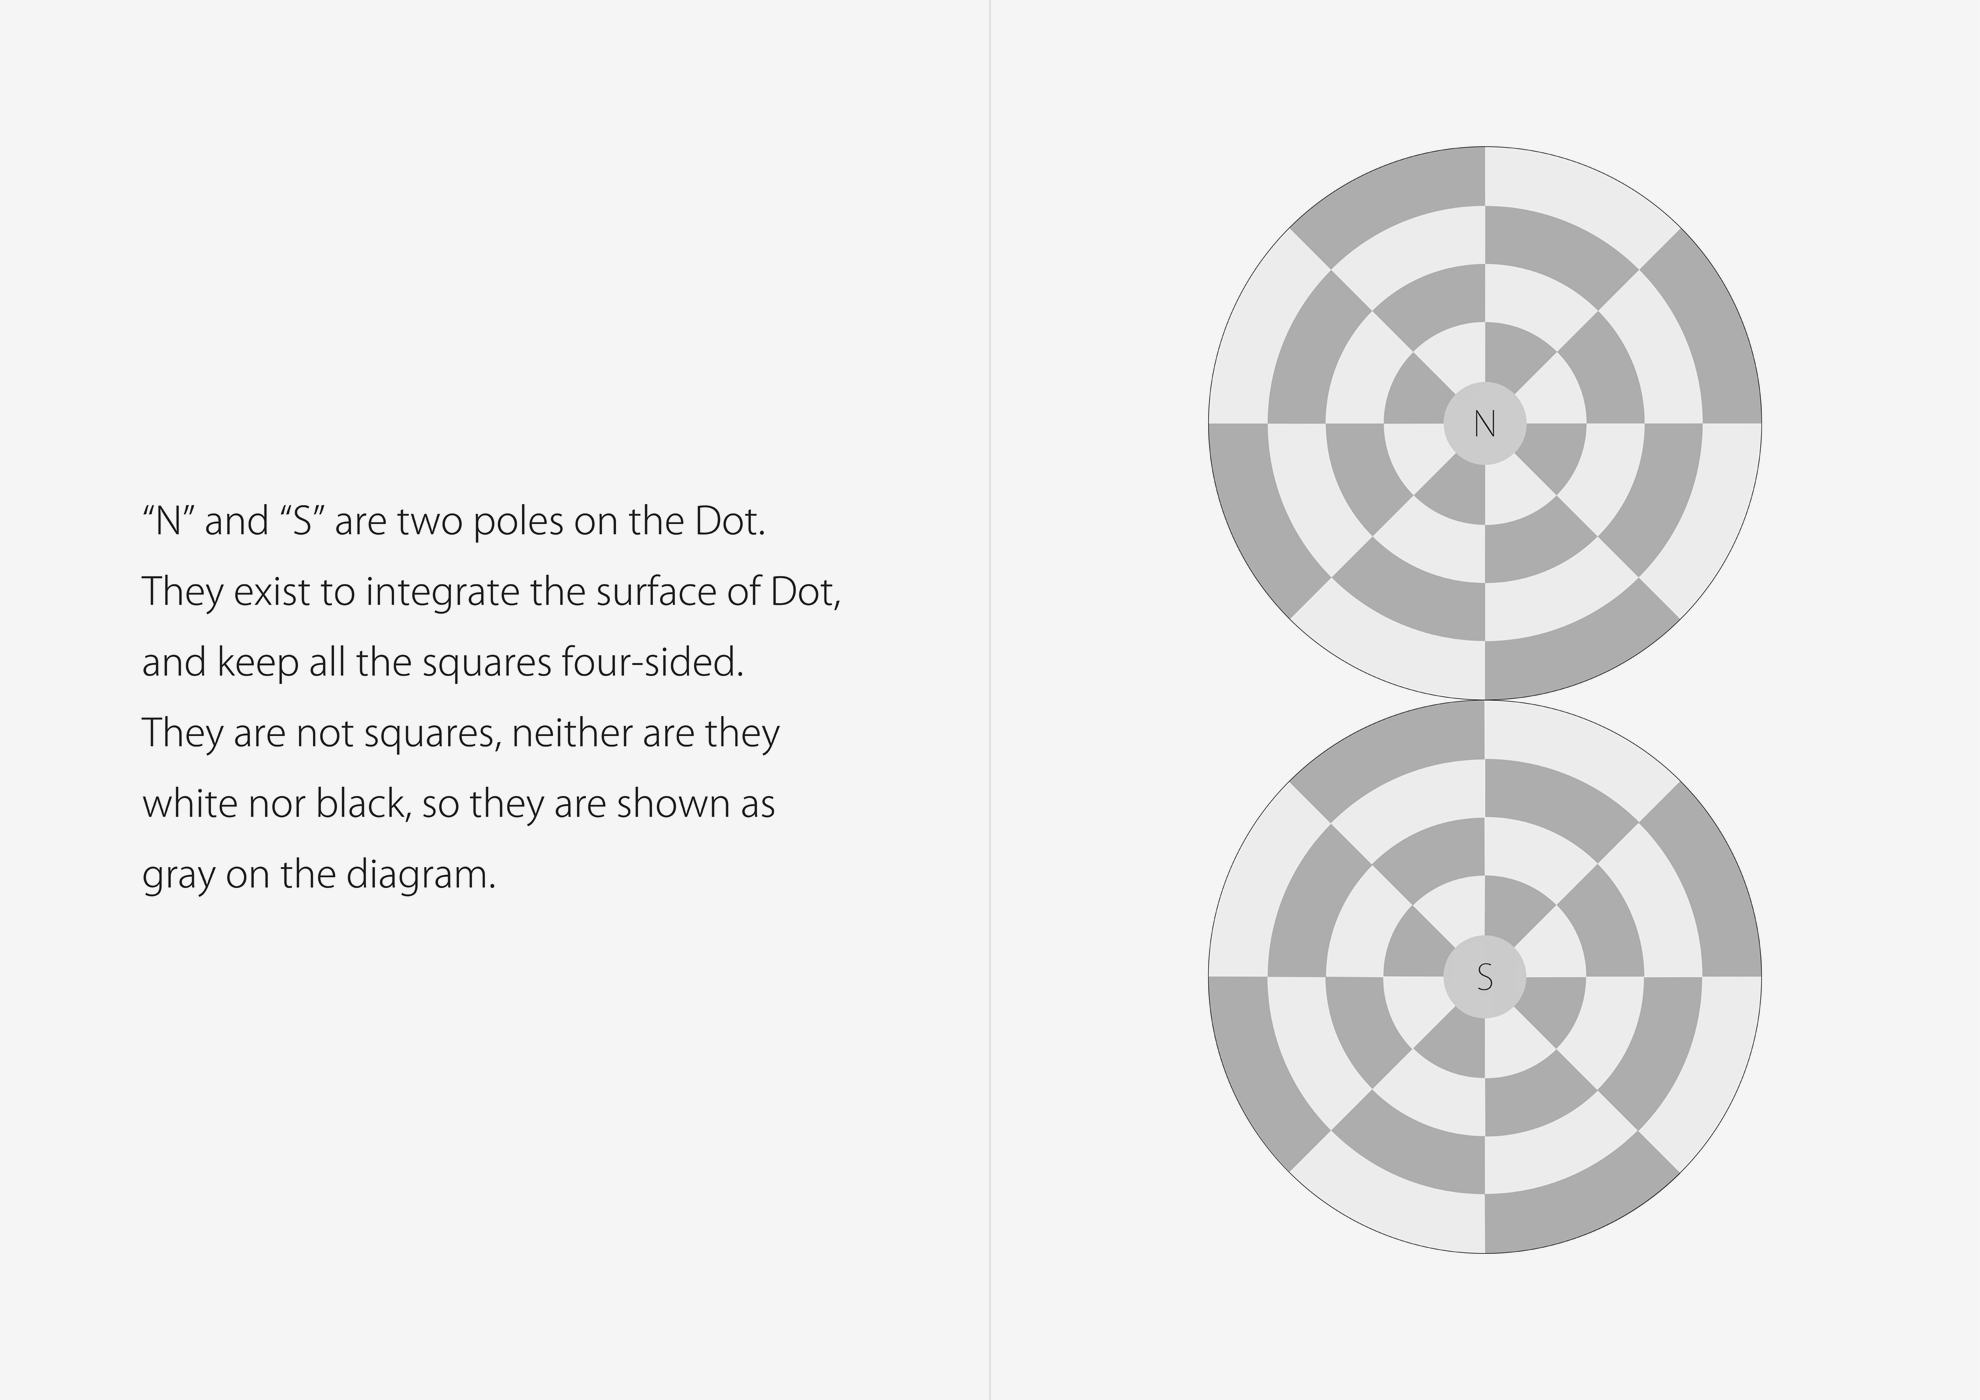 “N” and “S” are two poles on the Dot.
They exist to integrate the surface of Dot,
and keep all the squares four-sided.
They are not squares, neither are they
white nor black, so they are shown as
gray on the diagram.
N
S